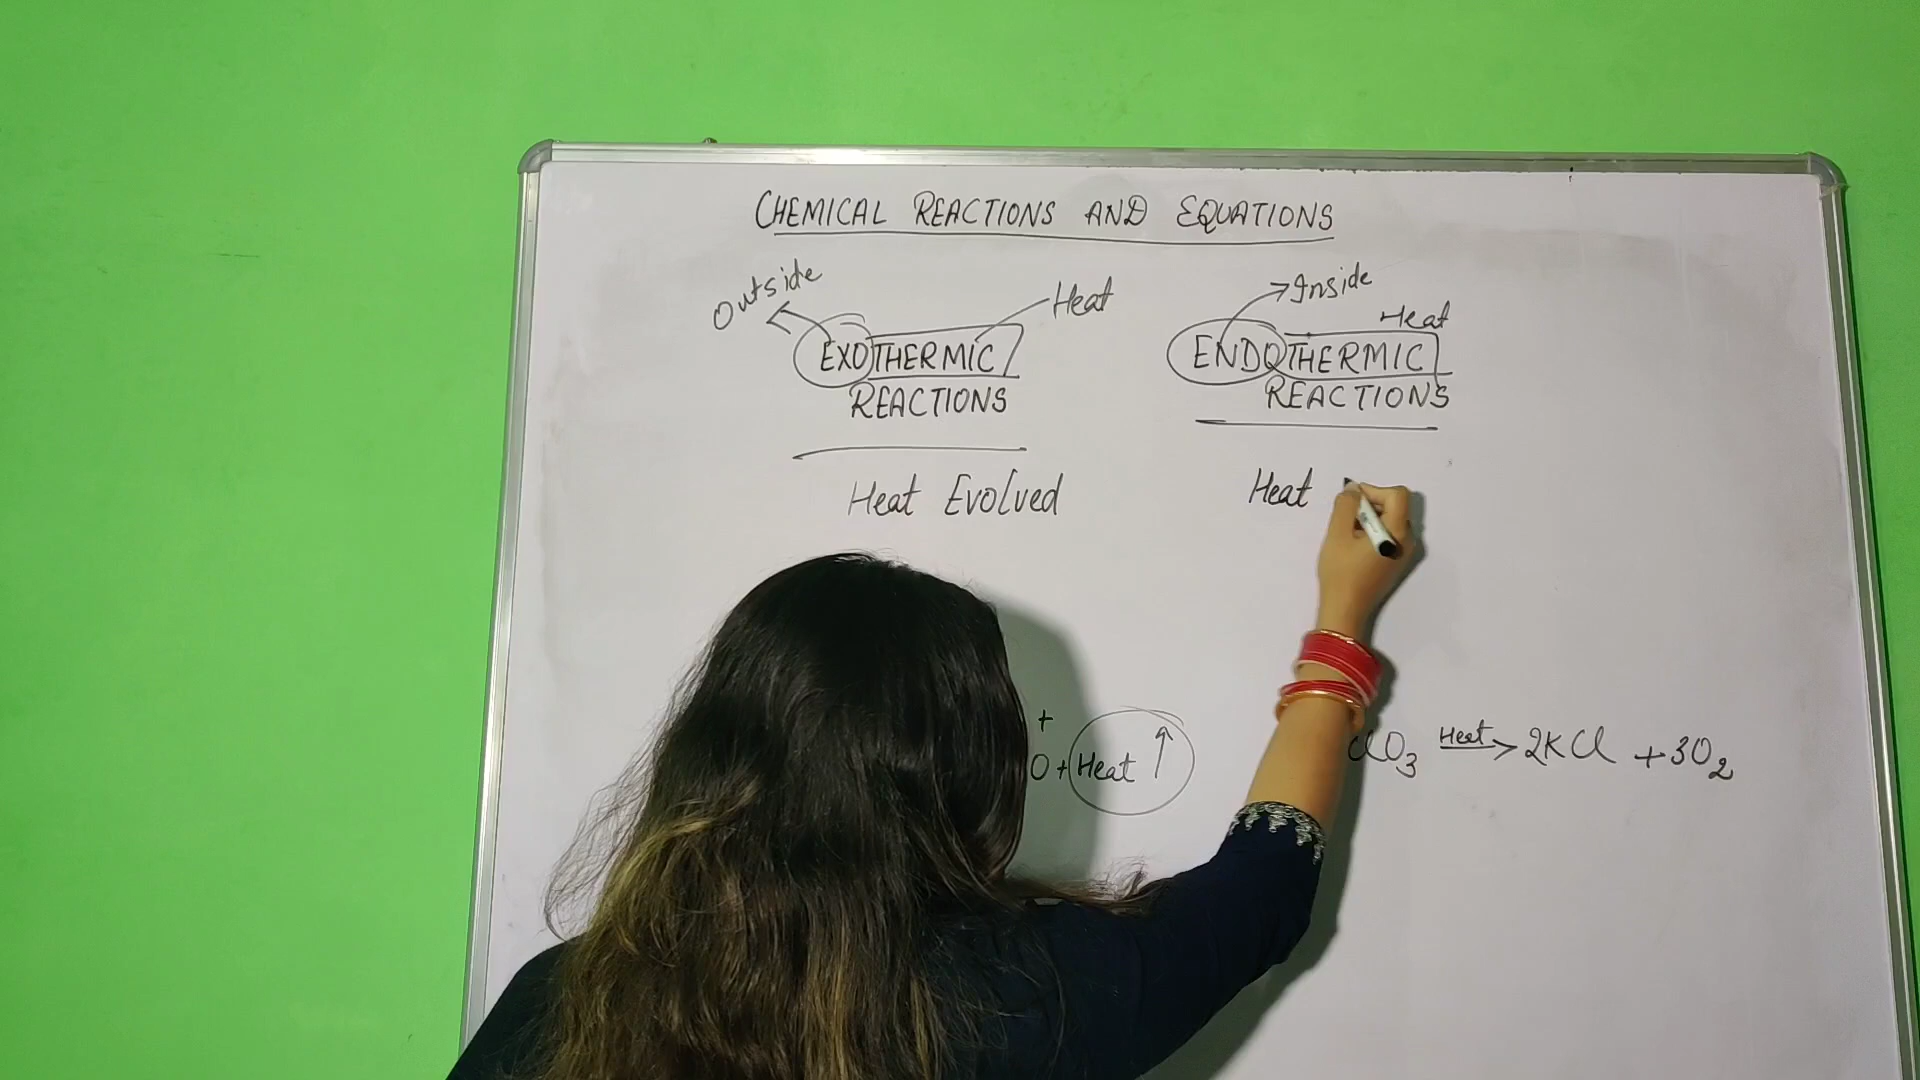 CHEMICAL REACTIONS AND EQUATIONS
Outside
Heat
EXOTHERMIC
REACTIONS
Heat Evolved
+
O + Heat ↑
Inside
Heat
ENDOTHERMIC
REACTIONS
Heat
ClO3 Heat → 2KCl + 3O2